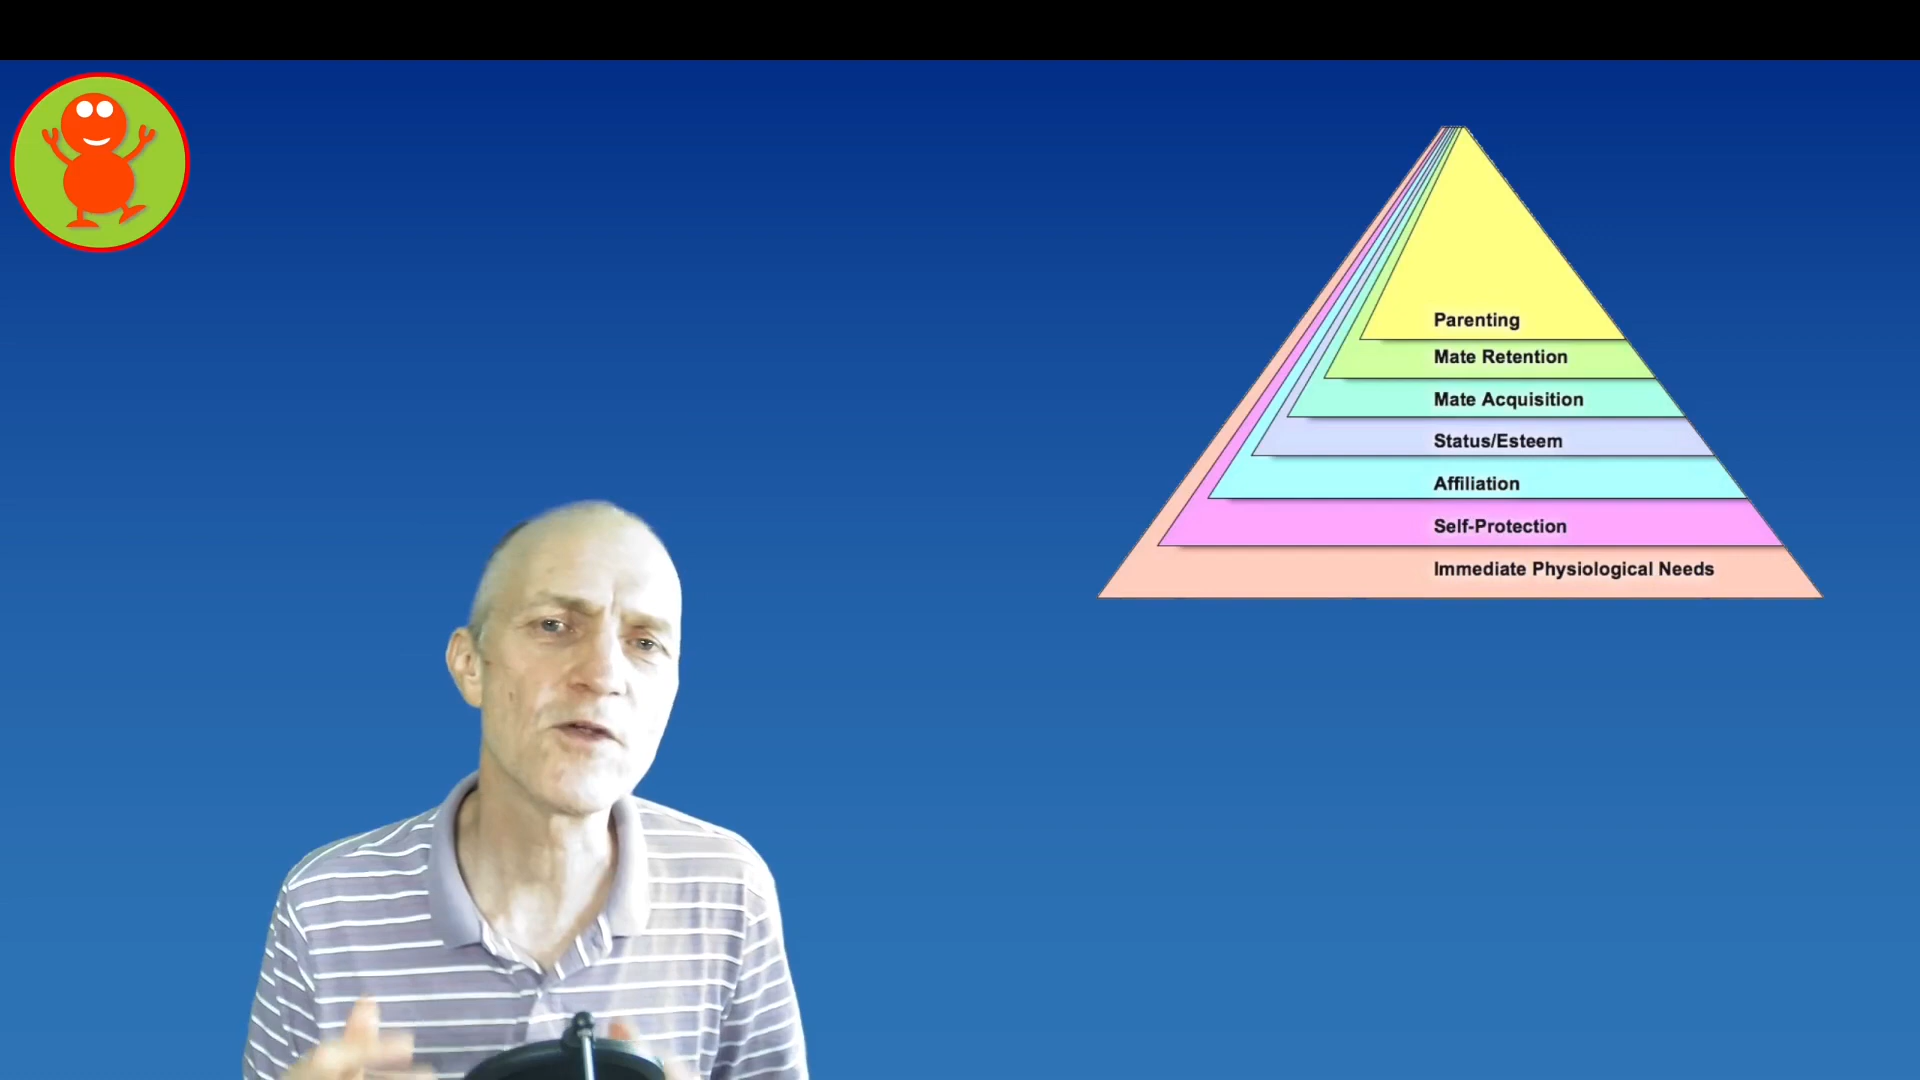 Parenting
Mate Retention
Mate Acquisition
Status/Esteem
Affiliation
Self-Protection
Immediate Physiological Needs